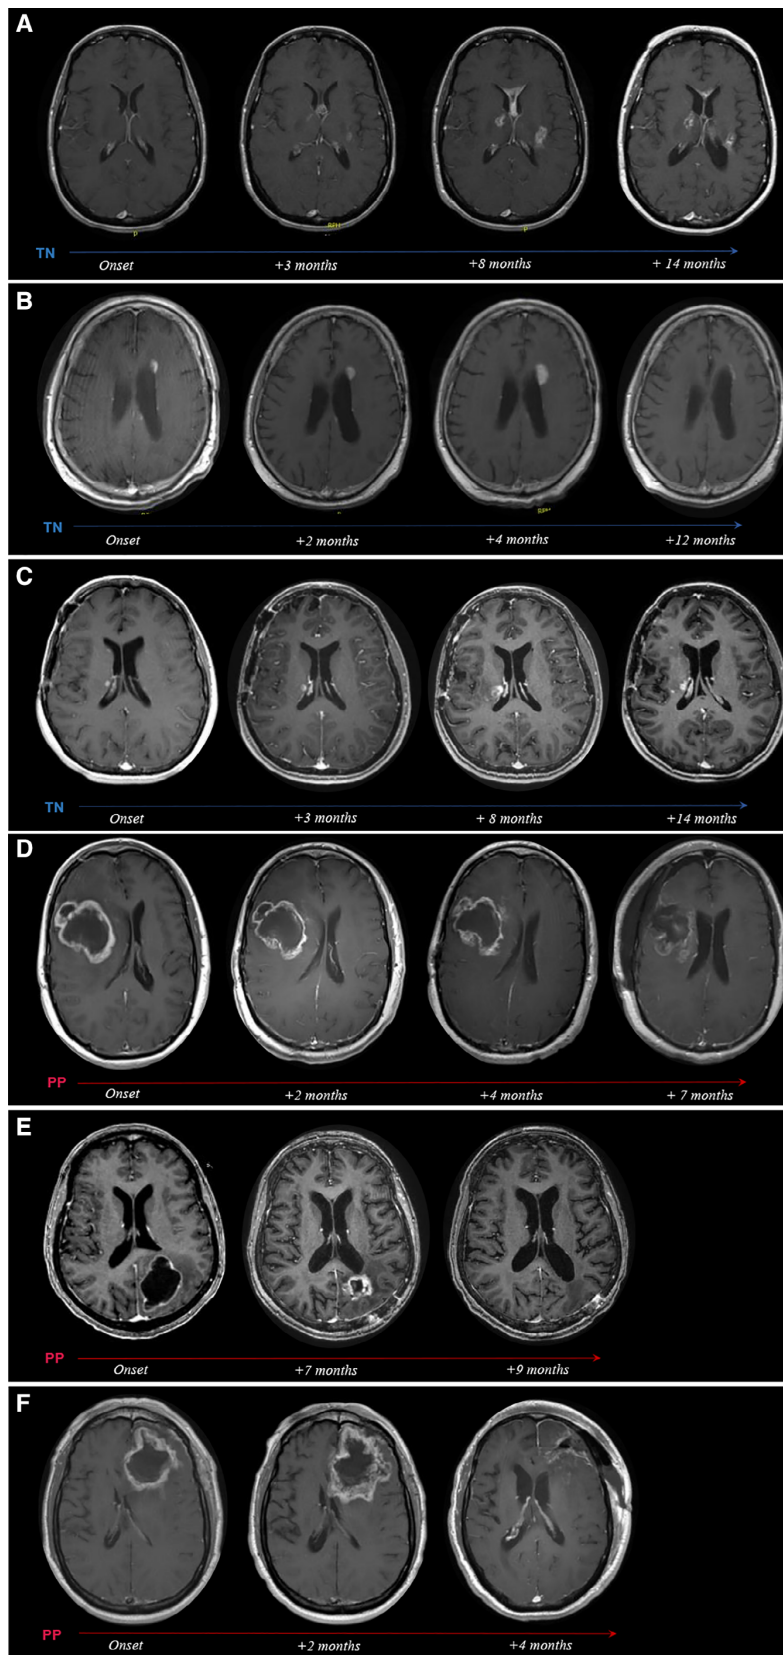 A
P
RFH
P
TN
Onset
+3 months
+8 months
+ 14 months
B
TN
Onset
+2 months
+4 months
+12 months
C
TN
Onset
+3 months
+ 8 months
+14 months
D
PP
Onset
+2 months
+4 months
+ 7 months
E
PP
Onset
+7 months
+9 months
F
PP
Onset
+2 months
+4 months